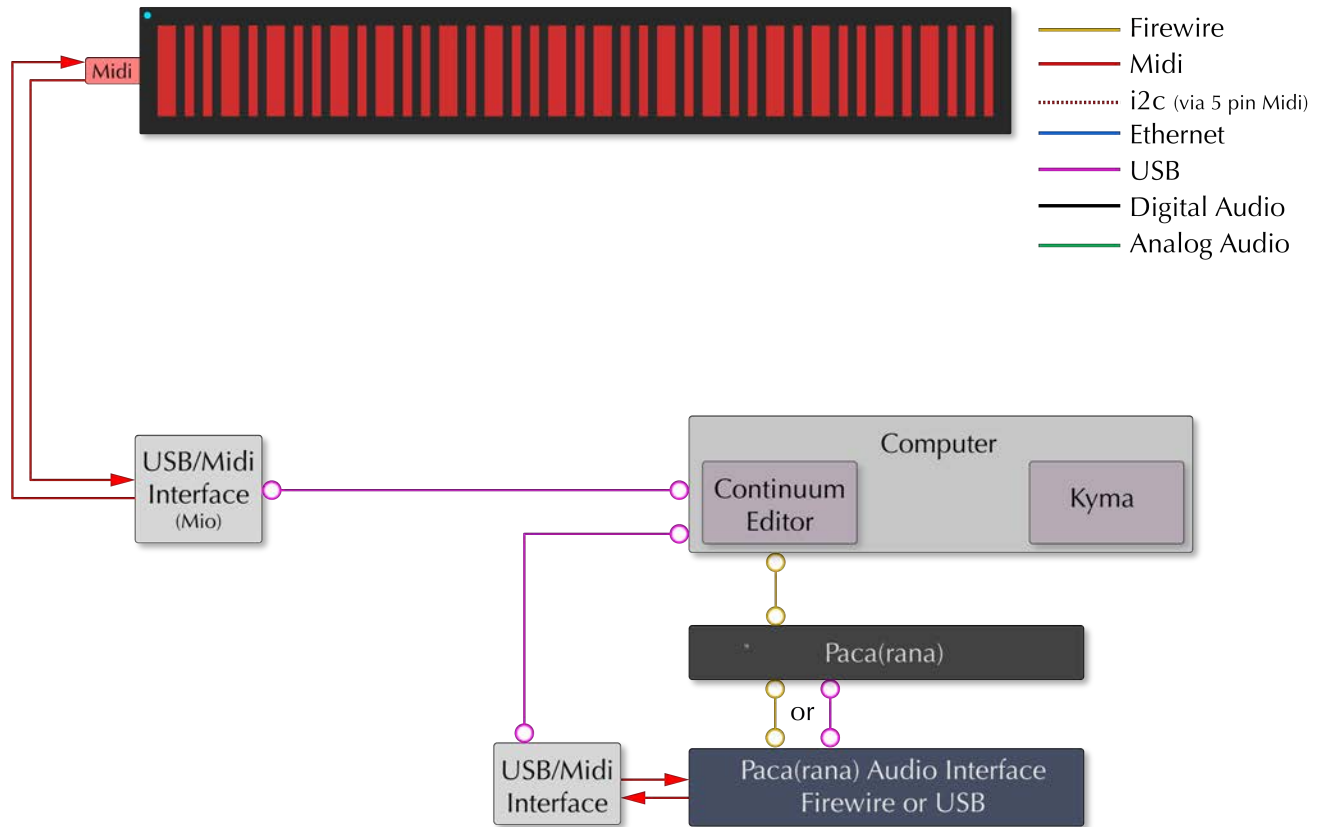 Firewire
Midi
i2c (via 5 pin Midi)
Ethernet
USB
Digital Audio
Analog Audio
Midi
USB/Midi
Interface
(Mio)
Computer
Continuum
Editor
Kyma
Paca(rana)
or
USB/Midi
Interface
Paca(rana) Audio Interface
Firewire or USB